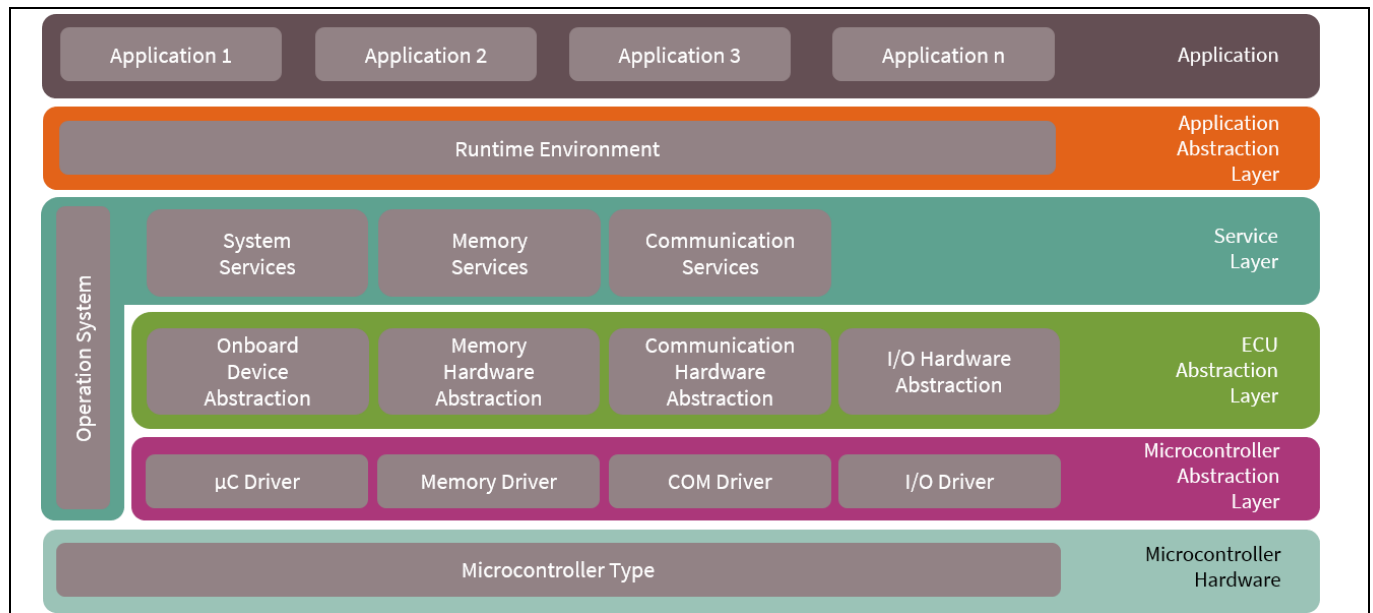 Application 1
Application 2
Application 3
Application n
Application
Runtime Environment
Application
Abstraction
Layer
Operation System
System
Services
Memory
Services
Communication
Services
Service
Layer
Onboard
Device
Abstraction
Memory
Hardware
Abstraction
Communication
Hardware
Abstraction
I/O Hardware
Abstraction
ECU
Abstraction
Layer
µC Driver
Memory Driver
COM Driver
I/O Driver
Microcontroller
Abstraction
Layer
Microcontroller Type
Microcontroller
Hardware